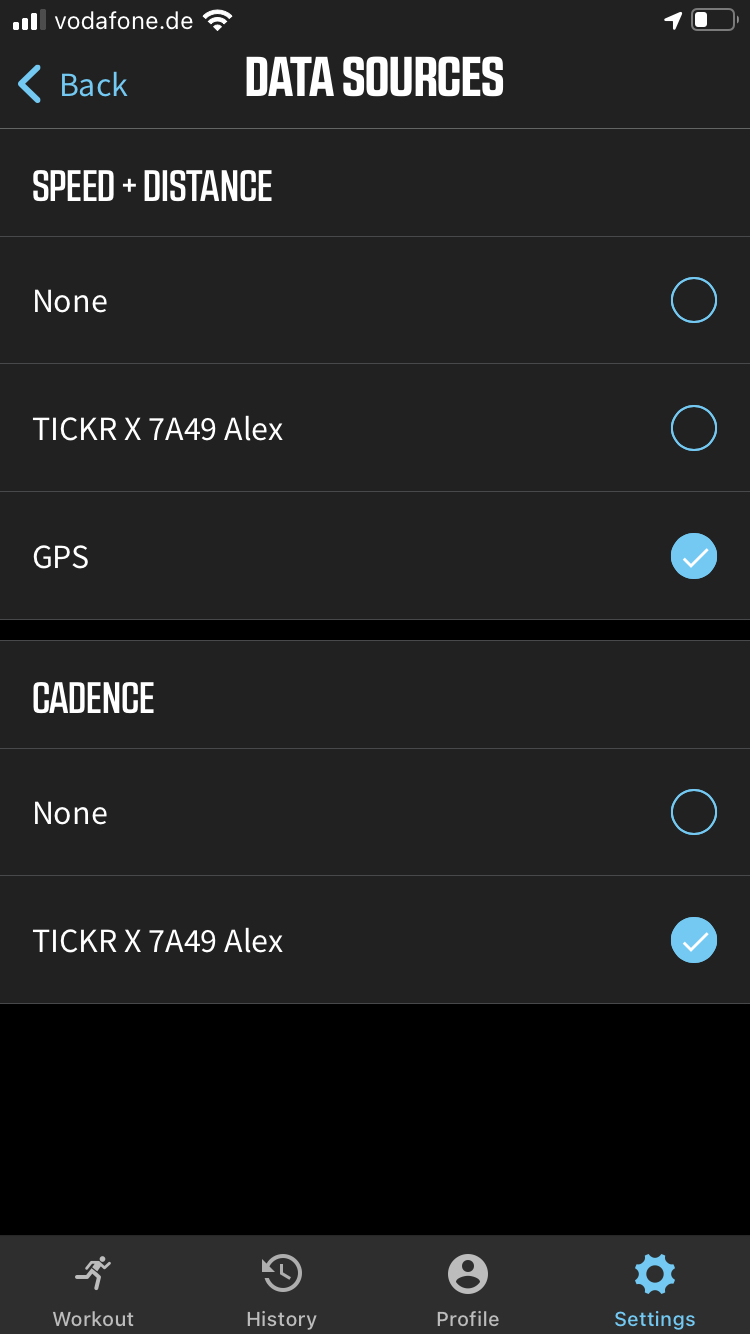 vodafone.de
Back
DATA SOURCES
SPEED + DISTANCE
None
TICKR X 7A49 Alex
GPS
CADENCE
None
TICKR X 7A49 Alex
Workout
History
Profile
Settings